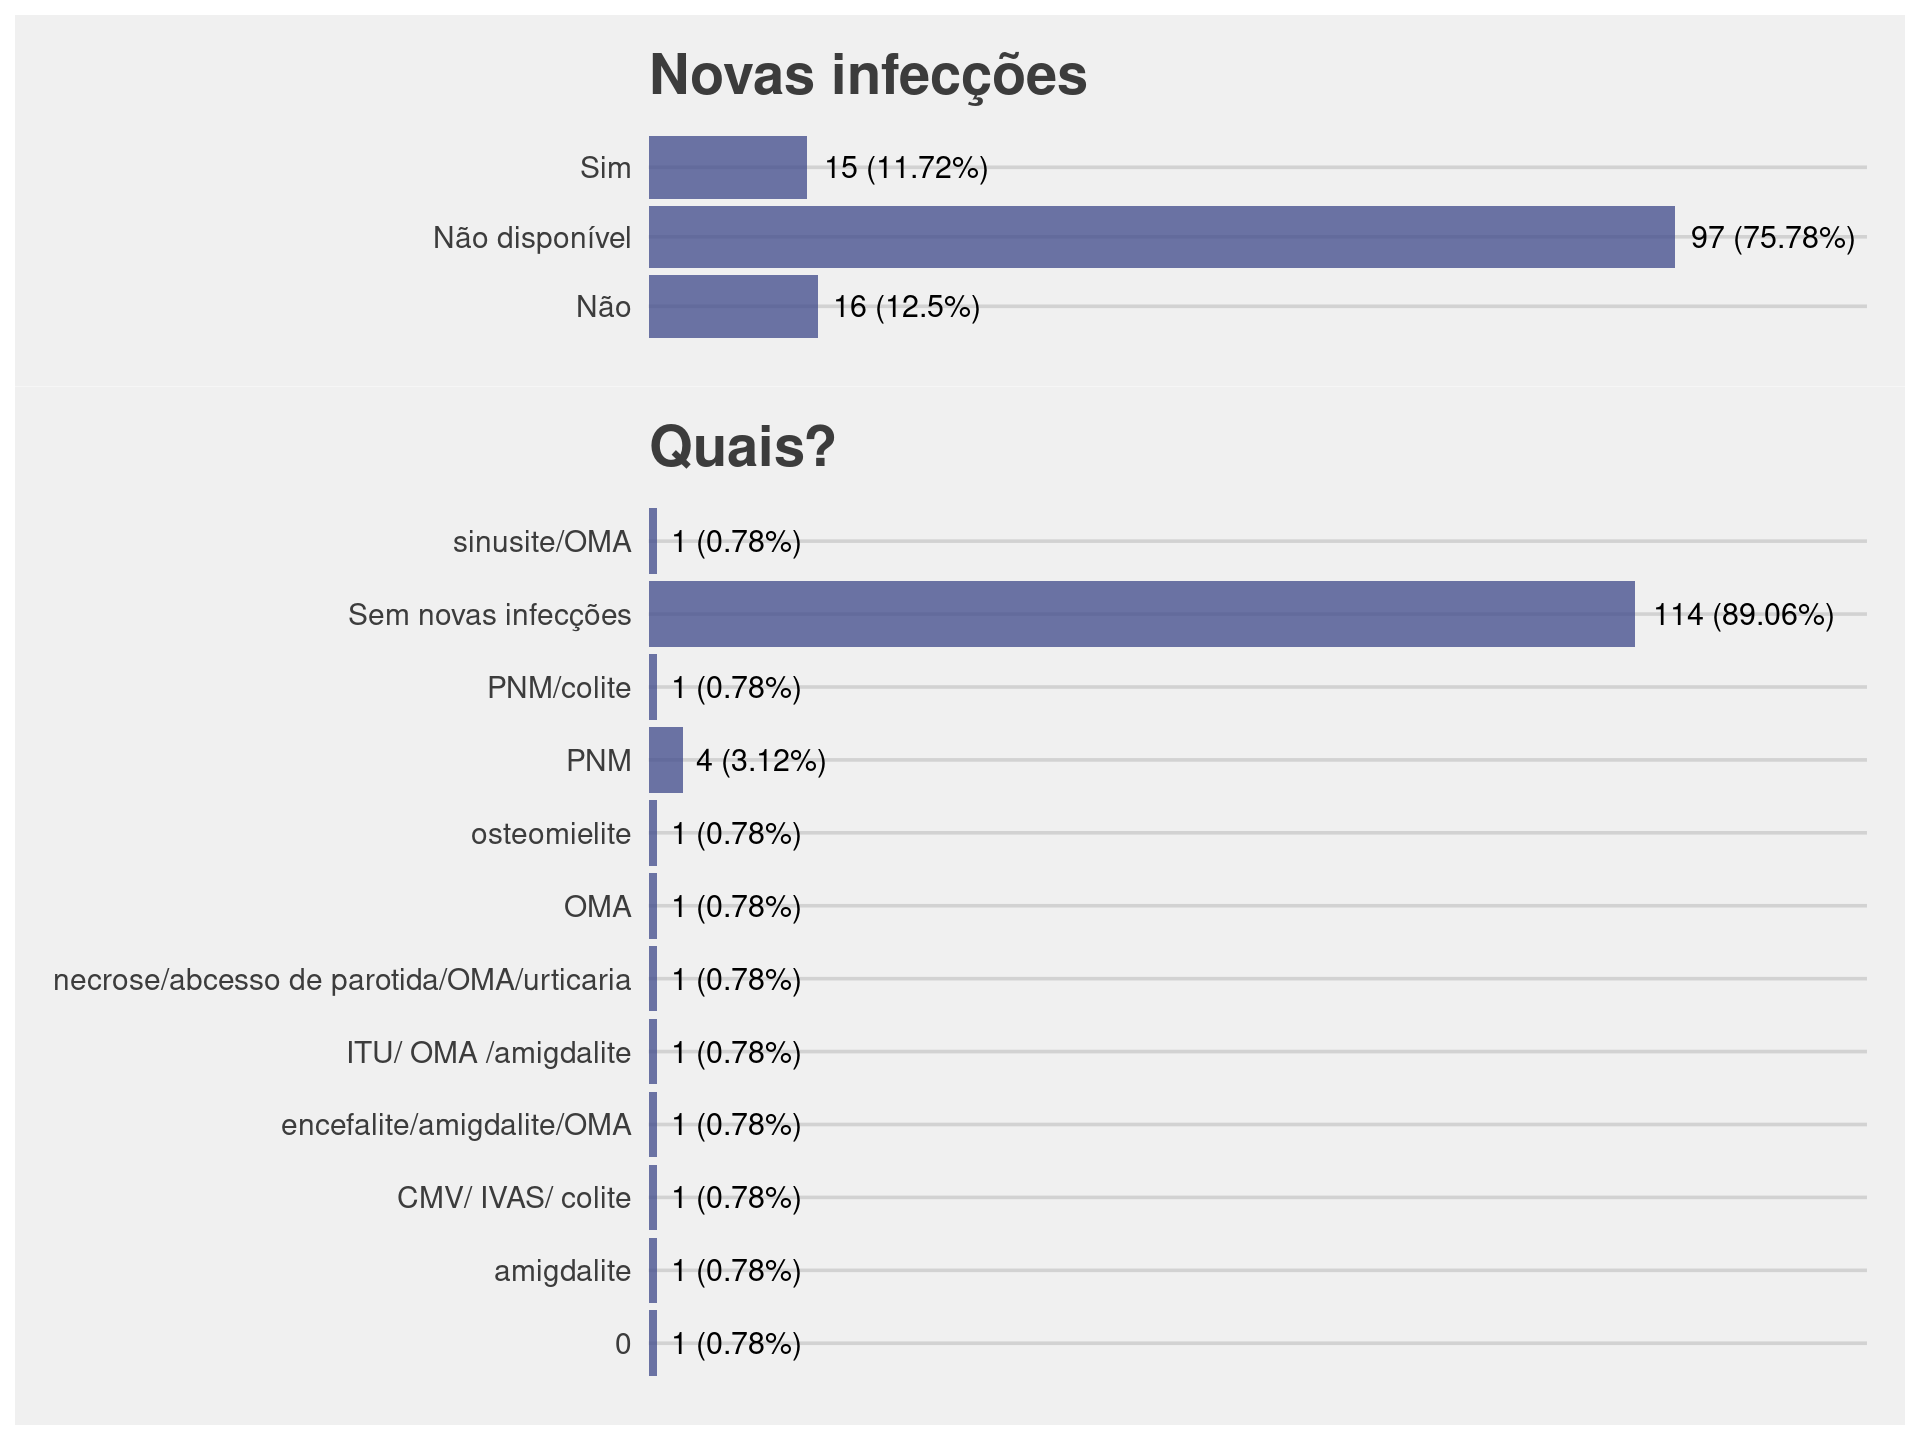 Novas infecções
Sim 15 (11.72%)
Não disponível 97 (75.78%)
Não 16 (12.5%)
Quais?
sinusite/OMA 1 (0.78%)
Sem novas infecções 114 (89.06%)
PNM/colite 1 (0.78%)
PNM 4 (3.12%)
osteomielite 1 (0.78%)
OMA 1 (0.78%)
necrose/abcesso de parotida/OMA/urticaria 1 (0.78%)
ITU/ OMA /amigdalite 1 (0.78%)
encefalite/amigdalite/OMA 1 (0.78%)
CMV/ IVAS/ colite 1 (0.78%)
amigdalite 1 (0.78%)
0 1 (0.78%)